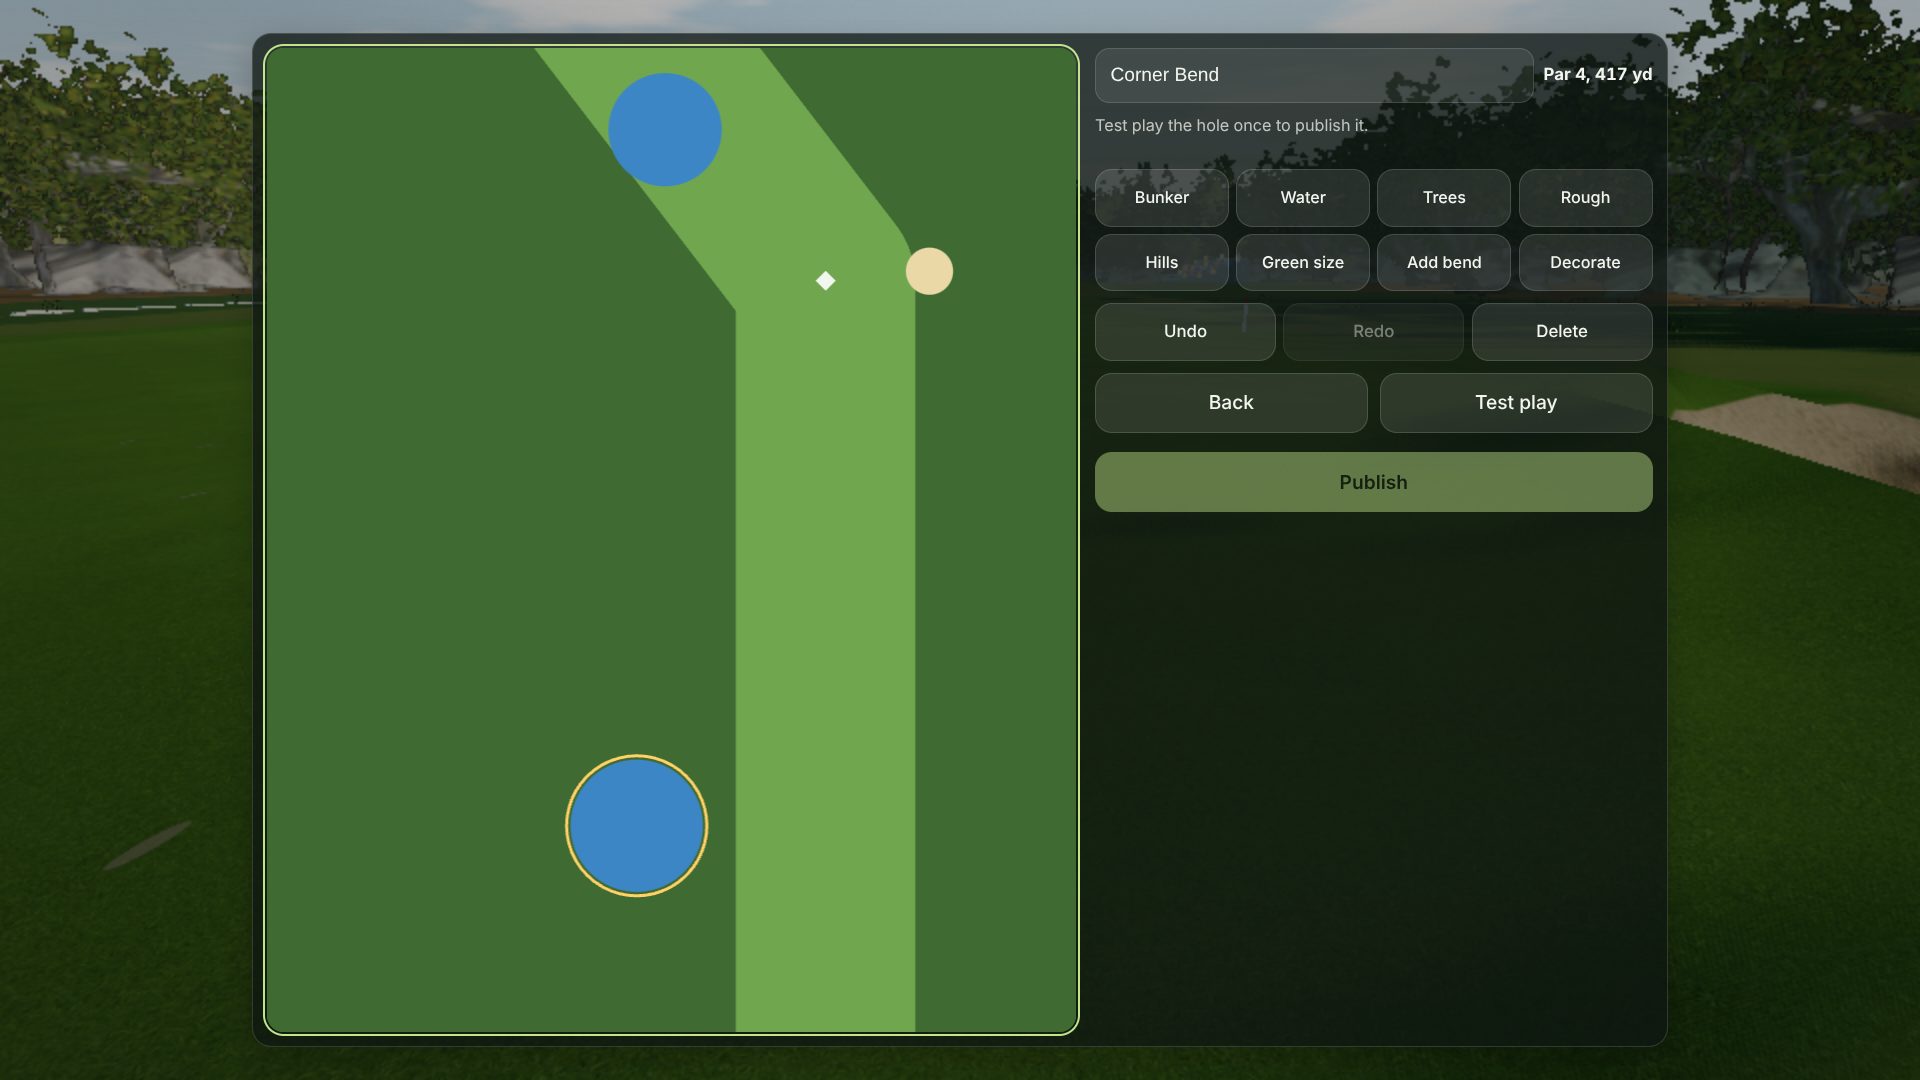 Corner Bend
Par 4, 417 yd
Test play the hole once to publish it.
Bunker
Water
Trees
Rough
Hills
Green size
Add bend
Decorate
Undo
Redo
Delete
Back
Test play
Publish